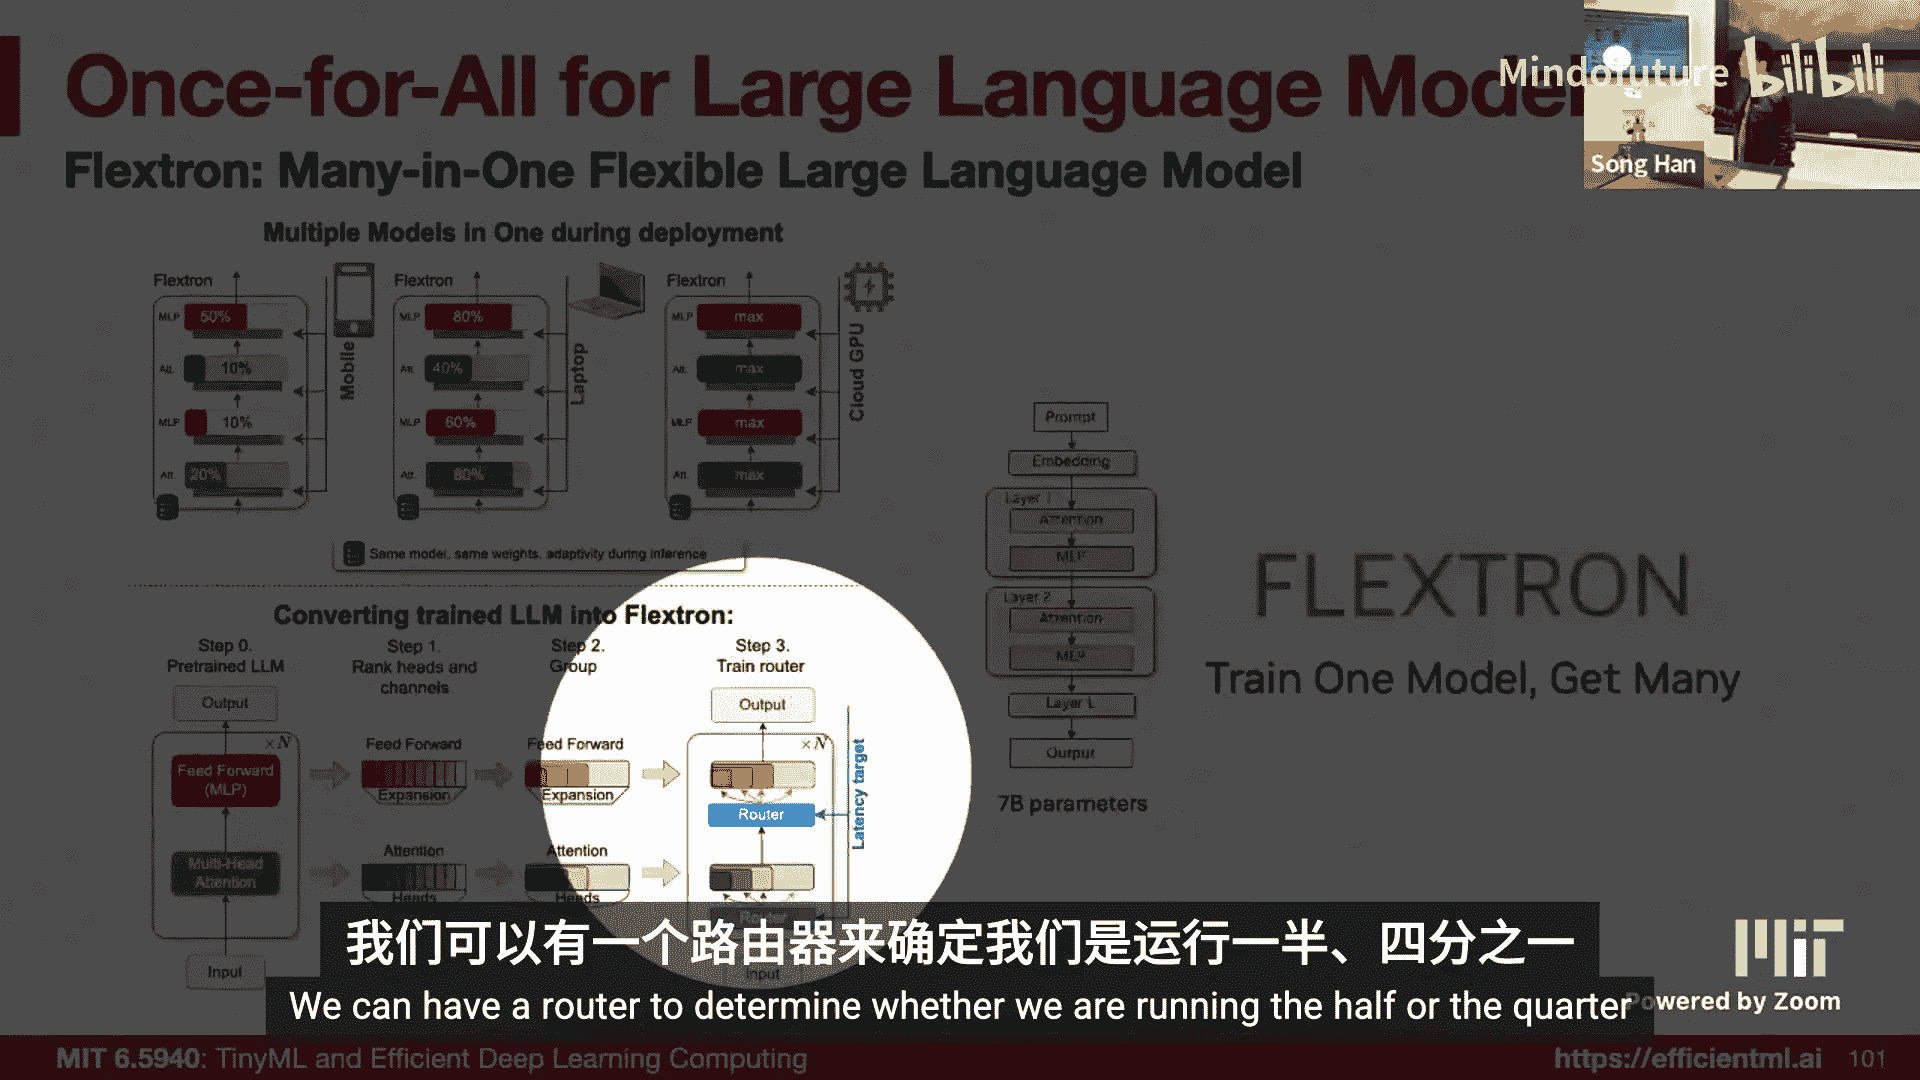 Once-for-All for Large Language Model
Mindofuture bilibili
Song Han
Flextron: Many-in-One Flexible Large Language Model
Multiple Models in One during deployment
Flextron
MLP 50%
Att. 10%
MLP 10%
Att. 20%
Mobile
Flextron
MLP 80%
Att. 40%
MLP 60%
Att. 80%
Laptop
Flextron
MLP max
Att. max
MLP max
Att. max
Cloud GPU
Same model, same weights, adaptivity during inference
Converting trained LLM into Flextron:
Step 0.
Pretrained LLM
Output
×N
Feed Forward
(MLP)
Multi-Head
Attention
Input
Step 1.
Rank heads and
channels
Feed Forward
Expansion
Attention
Heads
Step 2.
Group
Feed Forward
Expansion
Attention
Heads
Step 3.
Train router
Output
×N
Router
Router
Input
Latency target
Prompt
Embedding
Layer 1
Attention
MLP
Layer 2
Attention
MLP
Layer L
Output
7B parameters
FLEXTRON
Train One Model, Get Many
我们可以有一个路由器来确定我们是运行一半、四分之一
We can have a router to determine whether we are running the half or the quarter
MIT
Powered by Zoom
MIT 6.5940: TinyML and Efficient Deep Learning Computing
https://efficientml.ai 101